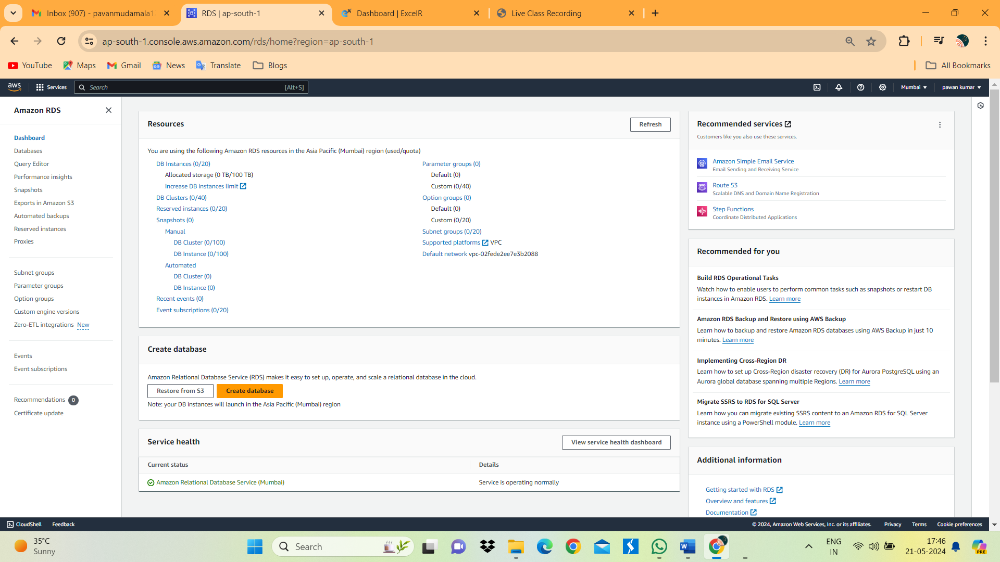 Inbox (907) - pavanmudamala1
RDS | ap-south-1
Dashboard | ExcelR
Live Class Recording
ap-south-1.console.aws.amazon.com/rds/home?region=ap-south-1
YouTube
Maps
Gmail
News
Translate
Blogs
All Bookmarks
aws
Services
Search
[Alt+S]
Mumbai
pawan kumar
Amazon RDS
Dashboard
Databases
Query Editor
Performance insights
Snapshots
Exports in Amazon S3
Automated backups
Reserved instances
Proxies
Subnet groups
Parameter groups
Option groups
Custom engine versions
Zero-ETL integrations New
Events
Event subscriptions
Recommendations 0
Certificate update
Resources
Refresh
You are using the following Amazon RDS resources in the Asia Pacific (Mumbai) region (used/quota)
DB Instances (0/20)
Allocated storage (0 TB/100 TB)
Increase DB instances limit
DB Clusters (0/40)
Reserved instances (0/20)
Snapshots (0)
Manual
DB Cluster (0/100)
DB Instance (0/100)
Automated
DB Cluster (0)
DB Instance (0)
Recent events (0)
Event subscriptions (0/20)
Parameter groups (0)
Default (0)
Custom (0/40)
Option groups (0)
Default (0)
Custom (0/20)
Subnet groups (0/20)
Supported platforms VPC
Default network vpc-02fede2ee7e3b2088
Create database
Amazon Relational Database Service (RDS) makes it easy to set up, operate, and scale a relational database in the cloud.
Restore from S3
Create database
Note: your DB instances will launch in the Asia Pacific (Mumbai) region
Service health
View service health dashboard
Current status
Details
Amazon Relational Database Service (Mumbai)
Service is operating normally
Recommended services
Customers like you also use these services.
Amazon Simple Email Service
Email Sending and Receiving Service
Route 53
Scalable DNS and Domain Name Registration
Step Functions
Coordinate Distributed Applications
Recommended for you
Build RDS Operational Tasks
Watch how to enable users to perform common tasks such as snapshots or restart DB
instances in Amazon RDS. Learn more
Amazon RDS Backup and Restore using AWS Backup
Learn how to backup and restore Amazon RDS databases using AWS Backup in just 10
minutes. Learn more
Implementing Cross-Region DR
Learn how to set up Cross-Region disaster recovery (DR) for Aurora PostgreSQL using an
Aurora global database spanning multiple Regions. Learn more
Migrate SSRS to RDS for SQL Server
Learn how you can migrate existing SSRS content to an Amazon RDS for SQL Server
instance using a PowerShell module. Learn more
Additional information
Getting started with RDS
Overview and features
Documentation
CloudShell
Feedback
© 2024, Amazon Web Services, Inc. or its affiliates.
Privacy
Terms
Cookie preferences
35°C
Sunny
Search
ENG
IN
17:46
21-05-2024
PRE